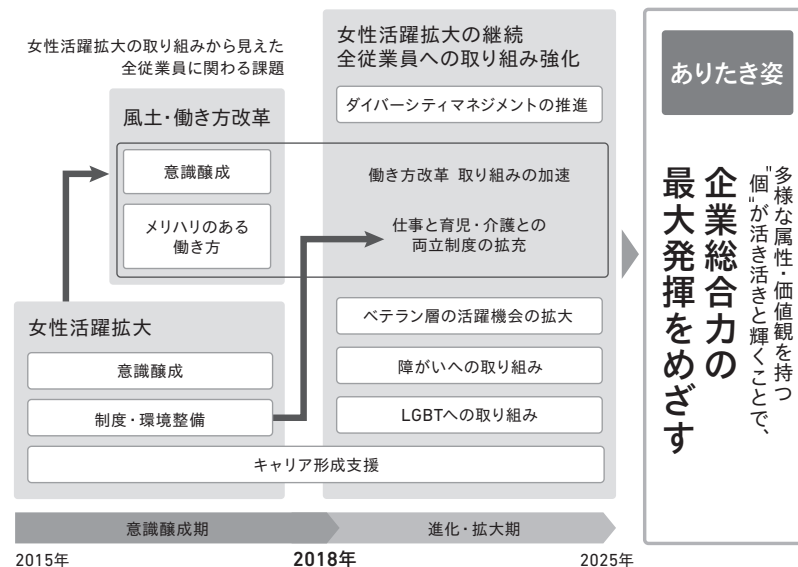 女性活躍拡大の取り組みから見えた
全従業員に関わる課題
風土・働き方改革
意識醸成
メリハリのある
働き方
女性活躍拡大
意識醸成
制度・環境整備
キャリア形成支援
女性活躍拡大の継続
全従業員への取り組み強化
ダイバーシティマネジメントの推進
働き方改革 取り組みの加速
仕事と育児・介護との
両立制度の拡充
ベテラン層の活躍機会の拡大
障がいへの取り組み
LGBTへの取り組み
ありたき姿
多様な属性・価値観を持つ
"個"が活き活きと輝くことで、
企業総合力の
最大発揮をめざす
意識醸成期
進化・拡大期
2015年
2018年
2025年